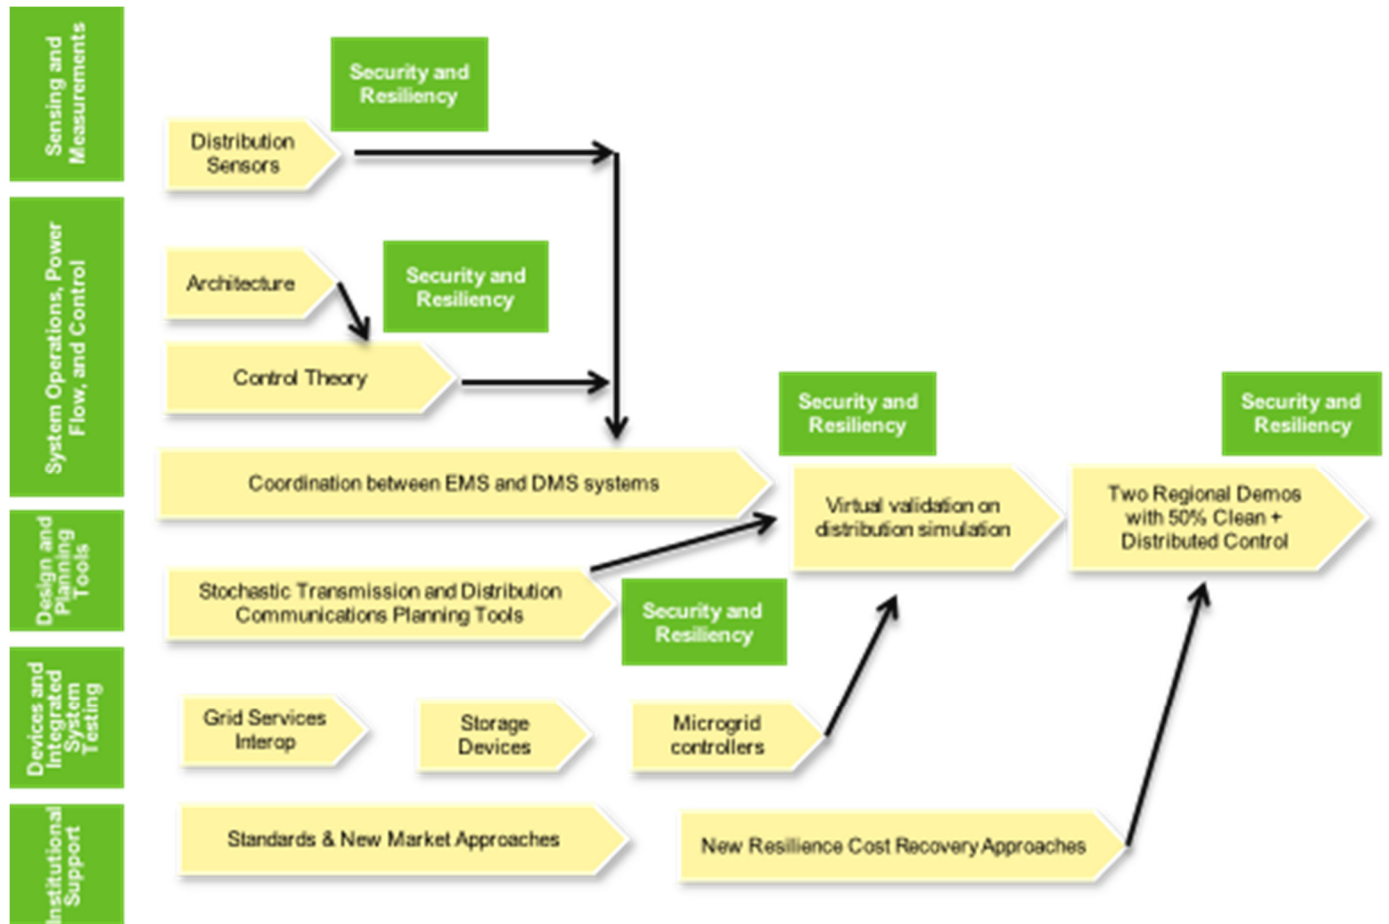 Sensing and
Measurements
Security and
Resiliency
Distribution
Sensors
System Operations, Power
Flow, and Control
Architecture
Security and
Resiliency
Control Theory
Coordination between EMS and DMS systems
Security and
Resiliency
Virtual validation on
distribution simulation
Security and
Resiliency
Two Regional Demos
with 50% Clean +
Distributed Control
Design and
Planning
Tools
Stochastic Transmission and Distribution
Communications Planning Tools
Security and
Resiliency
Devices and
Integrated
System
Testing
Grid Services
Interop
Storage
Devices
Microgrid
controllers
Institutional
Support
Standards & New Market Approaches
New Resilience Cost Recovery Approaches